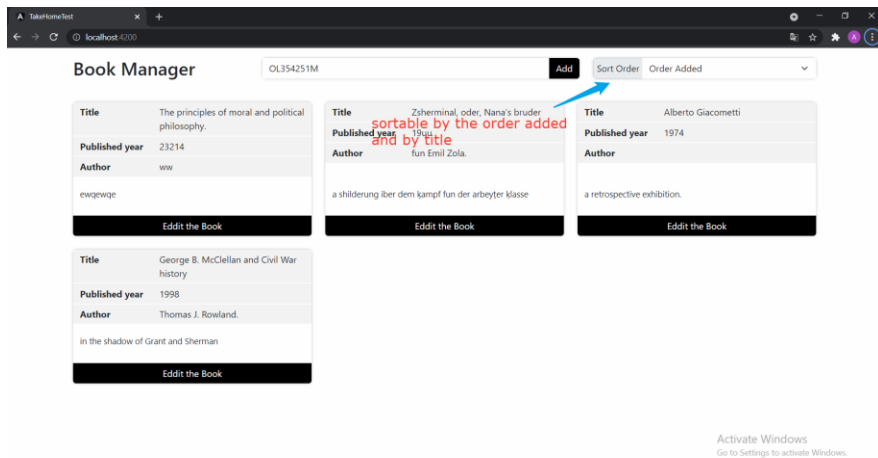 TakeHomeTest
localhost:4200
Book Manager
OL354251M
Add
Sort Order Order Added
Title The principles of moral and political
philosophy.
Published year 23214
Author ww
ewqewqe
Eddit the Book
Title Zsherminal, oder, Nana's bruder
Published year 19uu
Author fun Emil Zola.
a shilderung iber dem ḳampf fun der arbeyṭer ḳlasse
Eddit the Book
sortable by the order added
and by title
Title Alberto Giacometti
Published year 1974
Author
a retrospective exhibition.
Eddit the Book
Title George B. McClellan and Civil War
history
Published year 1998
Author Thomas J. Rowland.
in the shadow of Grant and Sherman
Eddit the Book
Activate Windows
Go to Settings to activate Windows.